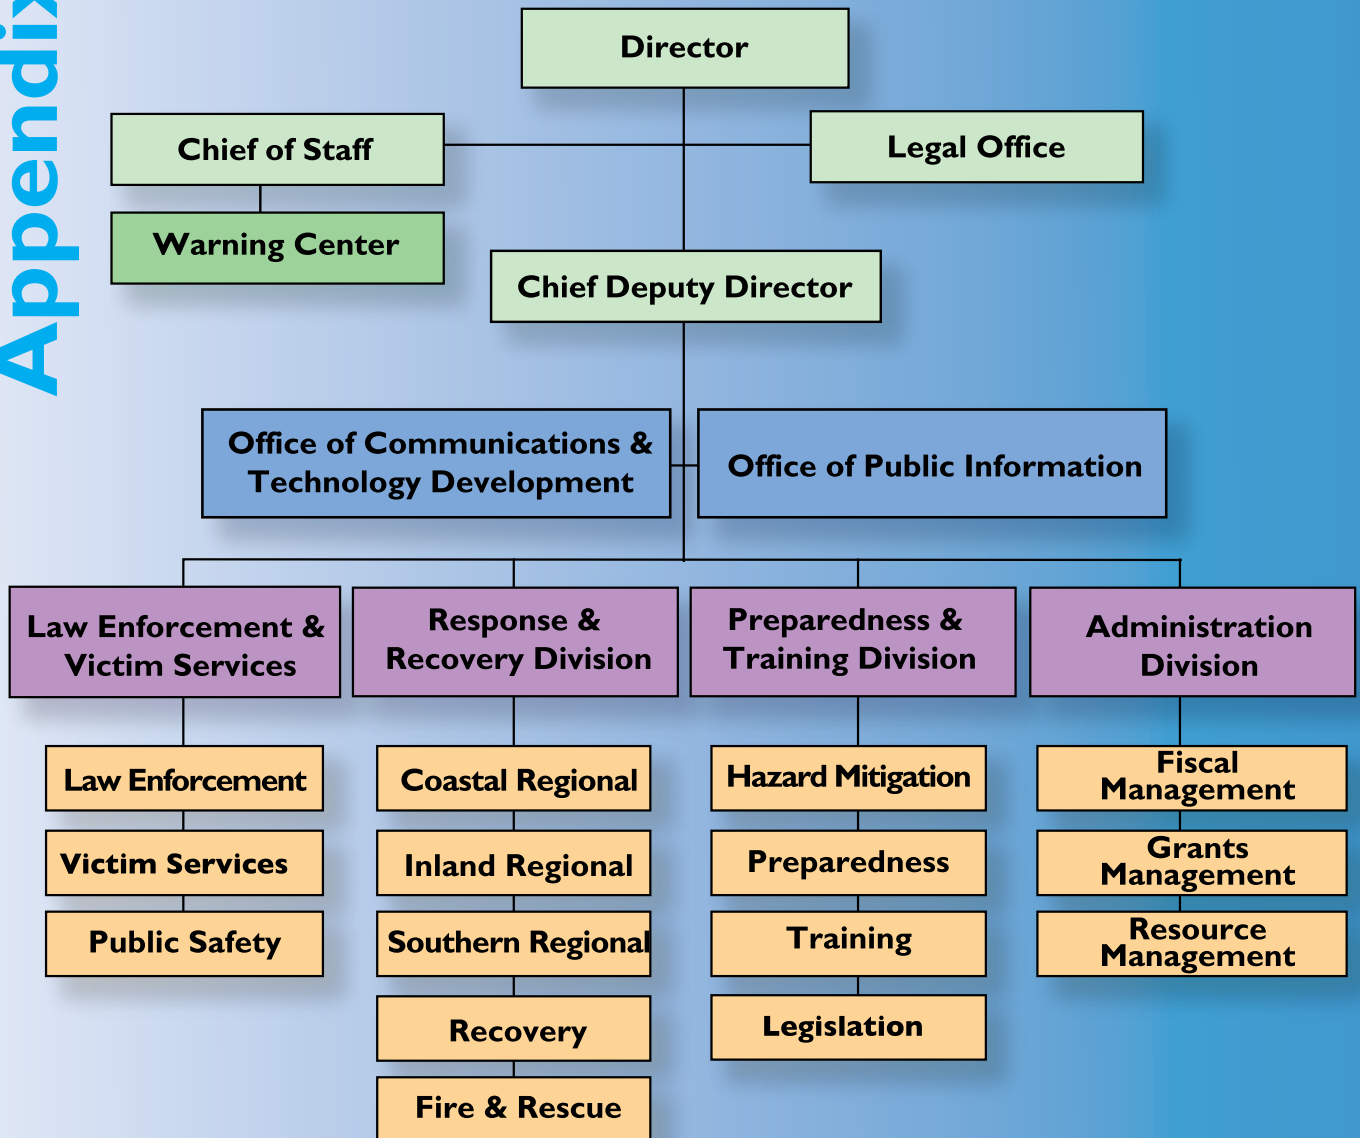 Appendix
Director
Chief of Staff
Legal Office
Warning Center
Chief Deputy Director
Office of Communications &
Technology Development
Office of Public Information
Law Enforcement &
Victim Services
Response &
Recovery Division
Preparedness &
Training Division
Administration
Division
Law Enforcement
Victim Services
Public Safety
Coastal Regional
Inland Regional
Southern Regional
Recovery
Fire & Rescue
Hazard Mitigation
Preparedness
Training
Legislation
Fiscal
Management
Grants
Management
Resource
Management